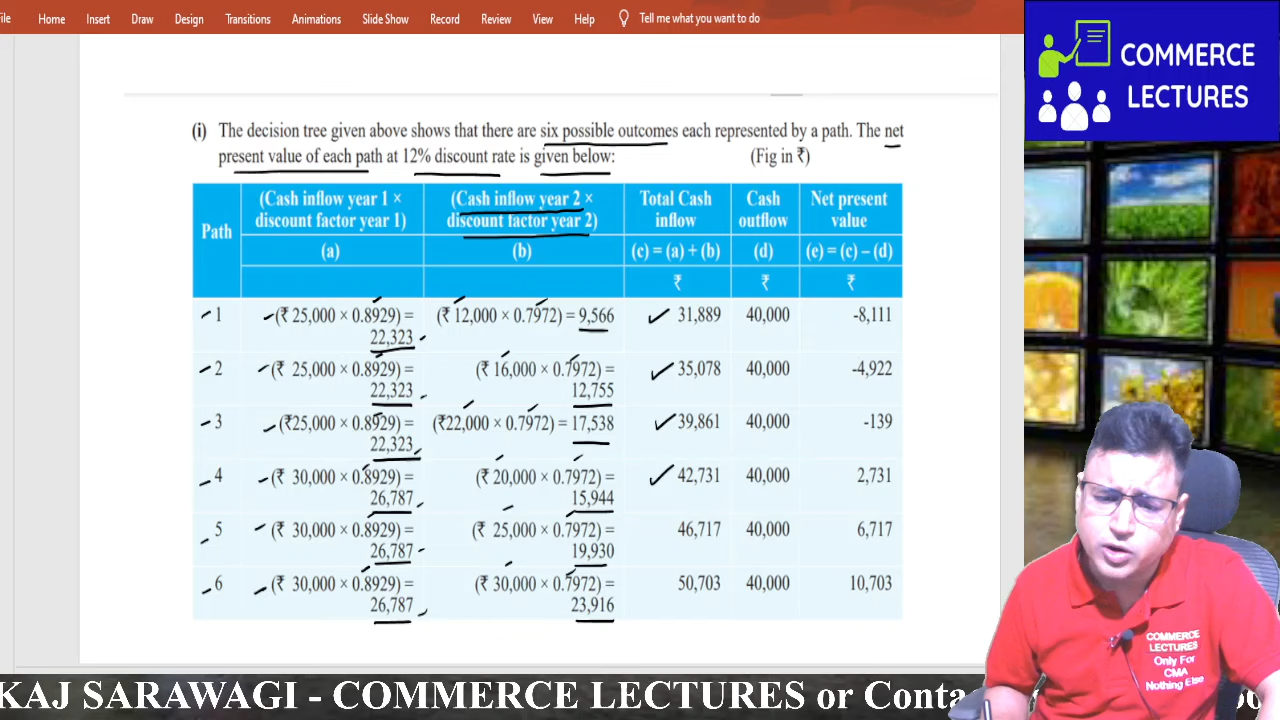 File Home Insert Draw Design Transitions Animations Slide Show Record Review View Help Tell me what you want to do
COMMERCE
LECTURES
(i) The decision tree given above shows that there are six possible outcomes each represented by a path. The net
present value of each path at 12% discount rate is given below: (Fig in ₹)
Path (Cash inflow year 1 × discount factor year 1) (Cash inflow year 2 × discount factor year 2) Total Cash inflow Cash outflow Net present value
(a) (b) (c) = (a) + (b) (d) (e) = (c) – (d)
₹ ₹ ₹
1 (₹ 25,000 × 0.8929) = 22,323 (₹ 12,000 × 0.7972) = 9,566 31,889 40,000 -8,111
2 (₹ 25,000 × 0.8929) = 22,323 (₹ 16,000 × 0.7972) = 12,755 35,078 40,000 -4,922
3 (₹25,000 × 0.8929) = 22,323 (₹22,000 × 0.7972) = 17,538 39,861 40,000 -139
4 (₹ 30,000 × 0.8929) = 26,787 (₹ 20,000 × 0.7972) = 15,944 42,731 40,000 2,731
5 (₹ 30,000 × 0.8929) = 26,787 (₹ 25,000 × 0.7972) = 19,930 46,717 40,000 6,717
6 (₹ 30,000 × 0.8929) = 26,787 (₹ 30,000 × 0.7972) = 23,916 50,703 40,000 10,703
COMMERCE
LECTURES
Only For
CMA
Nothing Else
KAJ SARAWAGI - COMMERCE LECTURES or Conta